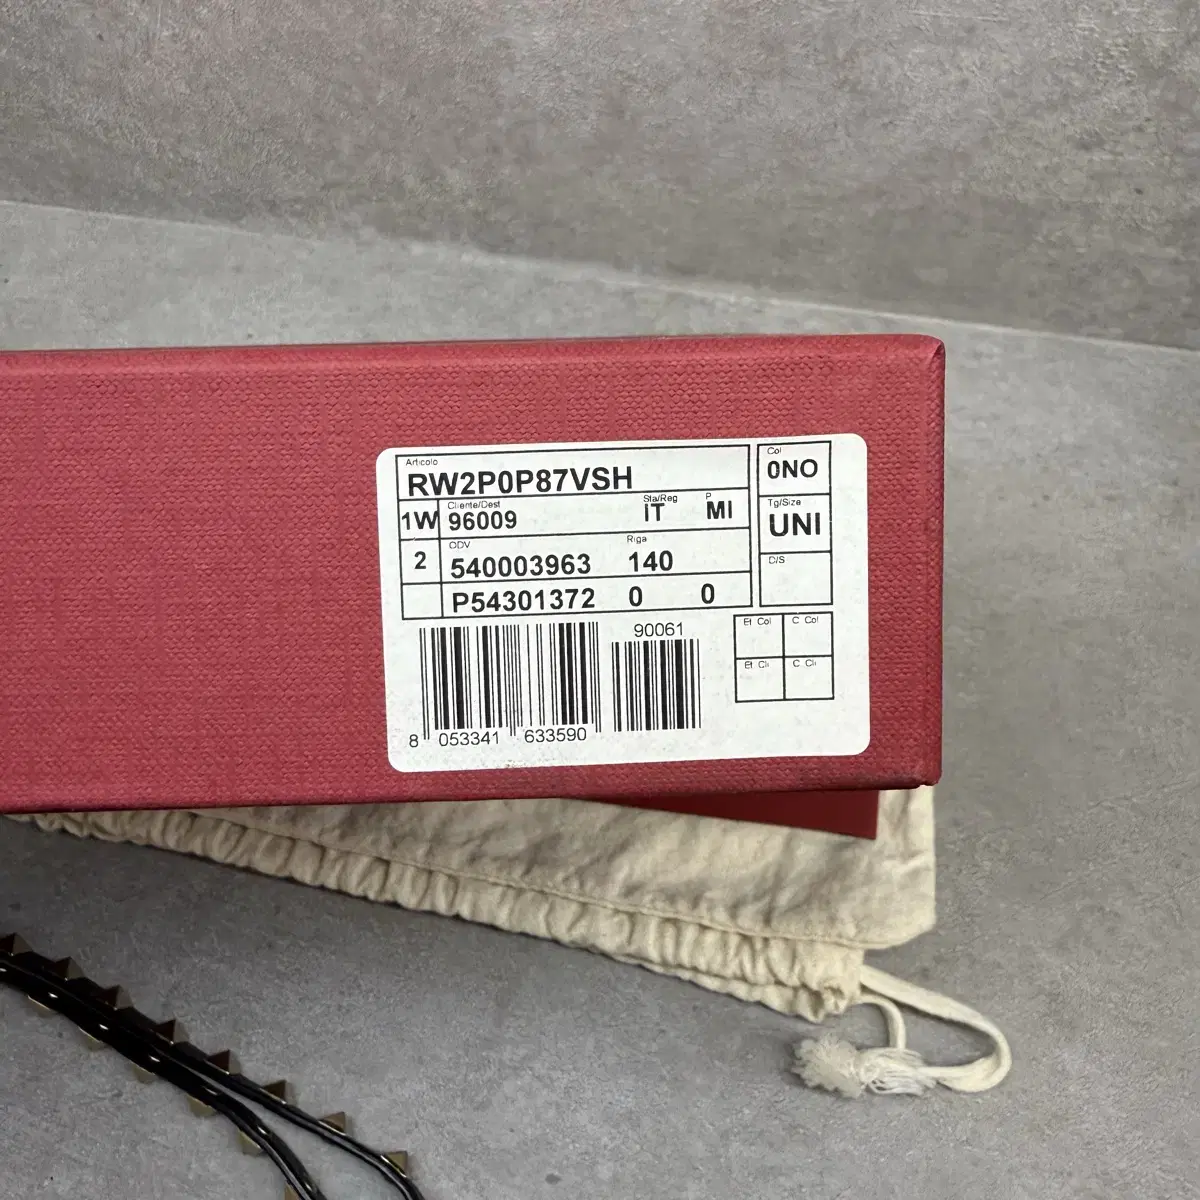 Articolo
RW2P0P87VSH
Col
0NO
1W
Cliente/Dest
96009
Sta/Reg
IT
P
MI
Tg/Size
UNI
2
ODV
540003963
Riga
140
D/S
P54301372 0 0
Et Col
C Col
Et Cli
C Cli
90061
8 053341 633590